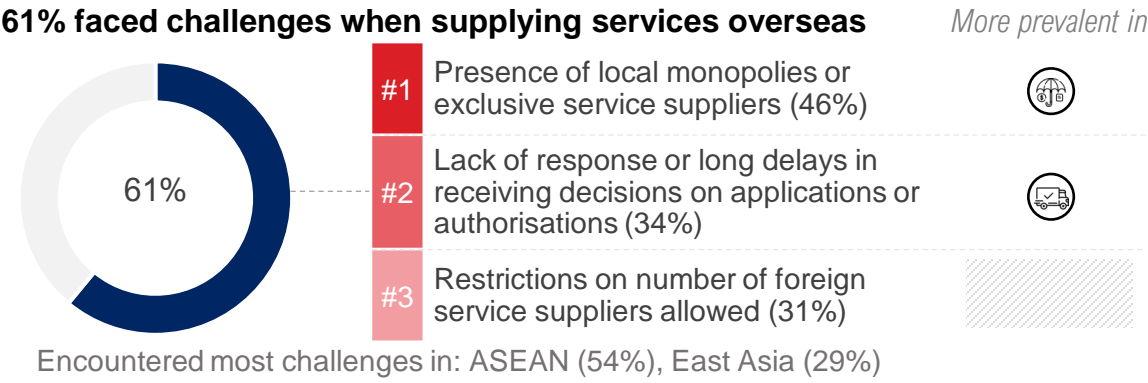 61% faced challenges when supplying services overseas
More prevalent in
61%
#1
Presence of local monopolies or
exclusive service suppliers (46%)
#2
Lack of response or long delays in
receiving decisions on applications or
authorisations (34%)
#3
Restrictions on number of foreign
service suppliers allowed (31%)
Encountered most challenges in: ASEAN (54%), East Asia (29%)